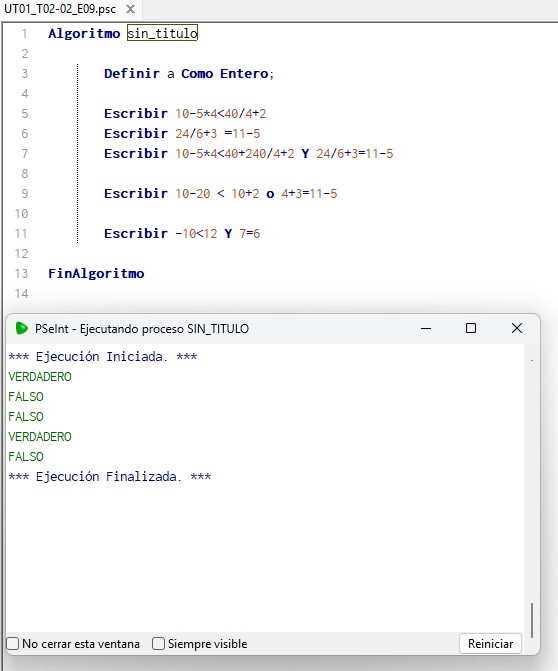 UT01_T02-02_E09.psc ×
1 Algoritmo sin_titulo
2
3 Definir a Como Entero;
4
5 Escribir 10-5*4<40/4+2
6 Escribir 24/6+3 =11-5
7 Escribir 10-5*4<40+240/4+2 Y 24/6+3=11-5
8
9 Escribir 10-20 < 10+2 o 4+3=11-5
10
11 Escribir -10<12 Y 7=6
12
13 FinAlgoritmo
14
PSeInt - Ejecutando proceso SIN_TITULO
*** Ejecución Iniciada. ***
VERDADERO
FALSO
FALSO
VERDADERO
FALSO
*** Ejecución Finalizada. ***
No cerrar esta ventana Siempre visible Reiniciar